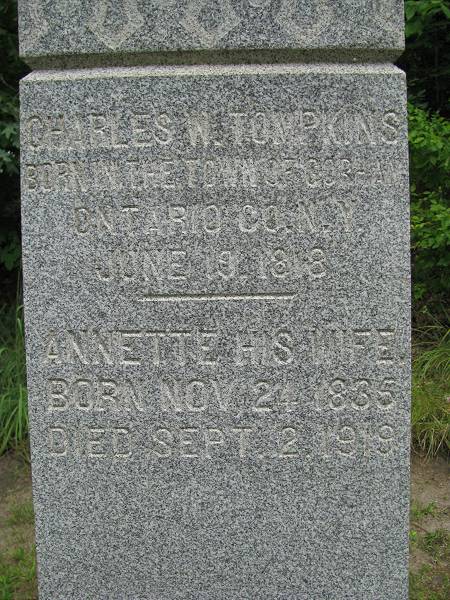 CHARLES W. TOMPKINS
BORN IN THE TOWN OF GORHAM
ONTARIO CO. N.Y.
JUNE 19. 1818
ANNETTE HIS WIFE.
BORN NOV. 24 1835
DIED SEPT. 2. 1919